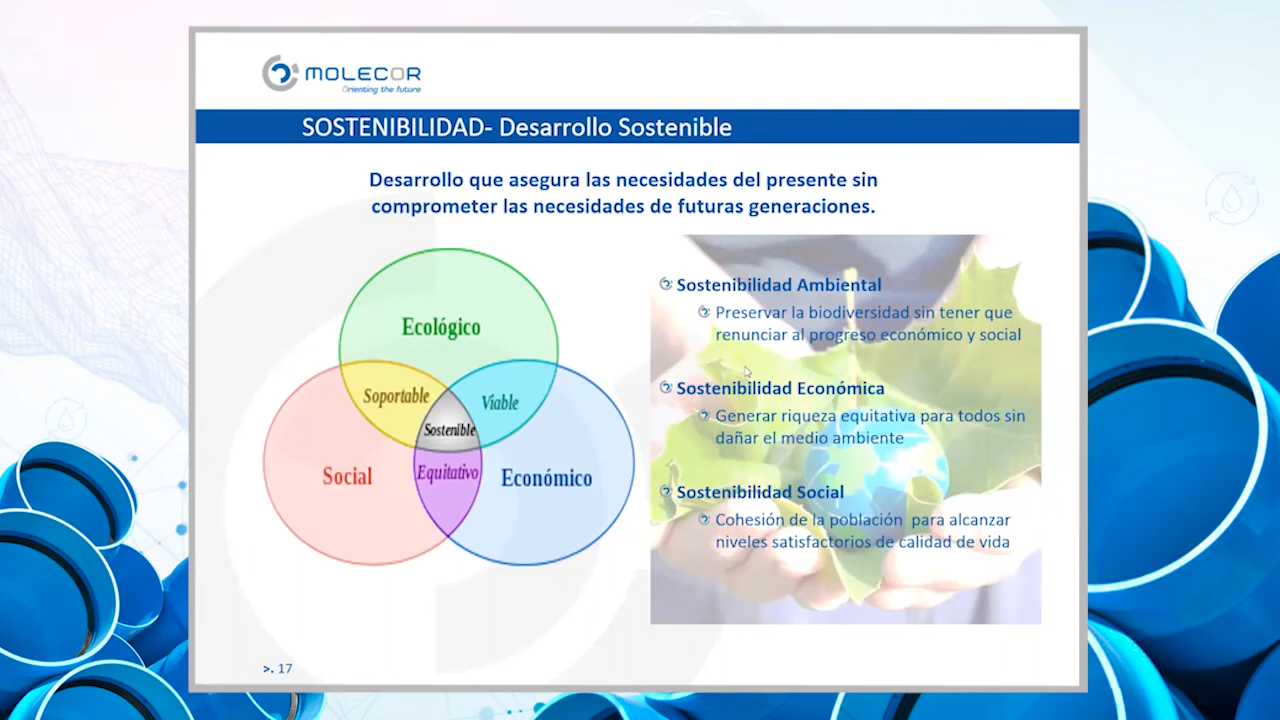 MOLECOR
Orienting the future
SOSTENIBILIDAD- Desarrollo Sostenible
Desarrollo que asegura las necesidades del presente sin
comprometer las necesidades de futuras generaciones.
Ecológico
Soportable
Viable
Sostenible
Social
Equitativo
Económico
Sostenibilidad Ambiental
Preservar la biodiversidad sin tener que
renunciar al progreso económico y social
Sostenibilidad Económica
Generar riqueza equitativa para todos sin
dañar el medio ambiente
Sostenibilidad Social
Cohesión de la población para alcanzar
niveles satisfactorios de calidad de vida
>. 17